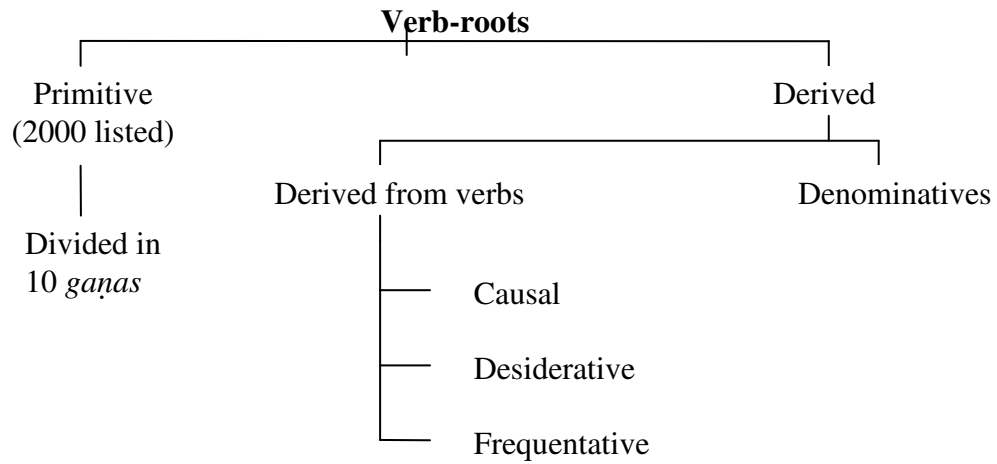 Verb-roots
Primitive
(2000 listed)
Derived
Derived from verbs
Denominatives
Divided in
10 gaṇas
Causal
Desiderative
Frequentative